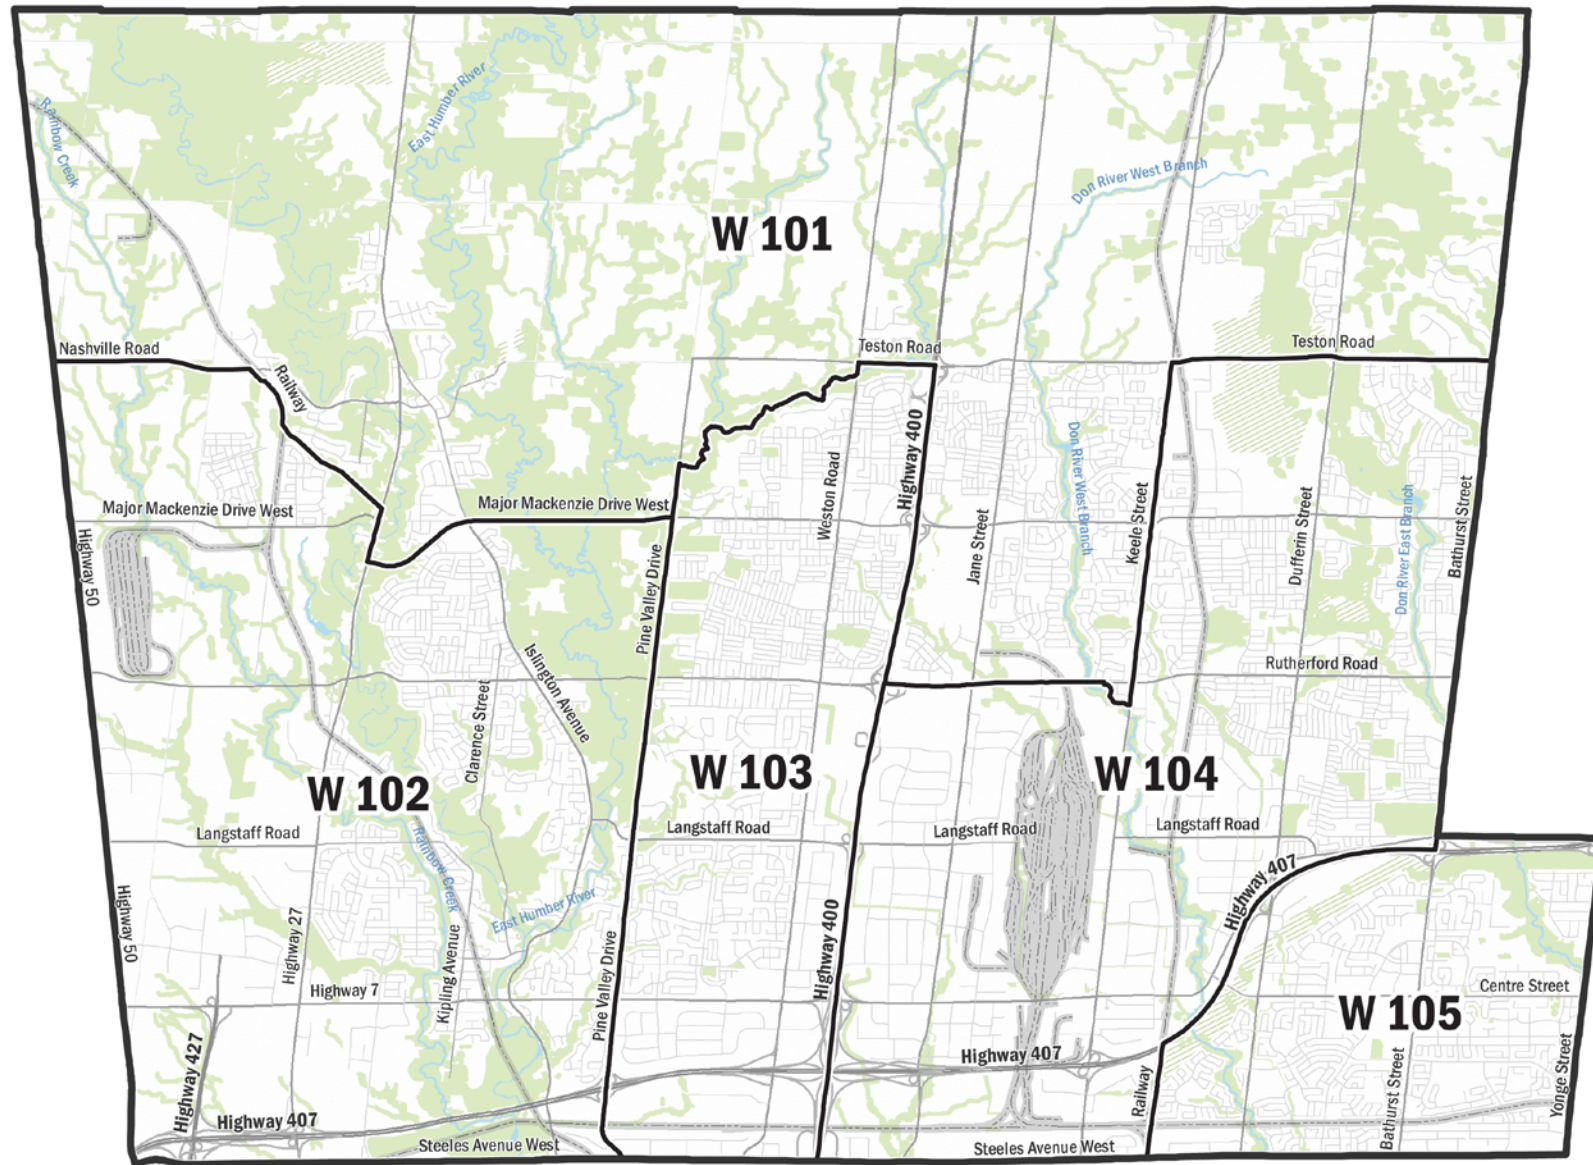 Rainbow Creek
East Humber River
Don River West Branch
W 101
Nashville Road
Teston Road
Teston Road
Railway
Highway 400
Don River West Branch
Weston Road
Major Mackenzie Drive West
Major Mackenzie Drive West
Highway 50
Jane Street
Keele Street
Dufferin Street
Don River East Branch
Bathurst Street
Pine Valley Drive
Islington Avenue
Rutherford Road
Clarence Street
W 102
W 103
W 104
Langstaff Road
Langstaff Road
Langstaff Road
Langstaff Road
Rainbow Creek
Highway 407
Highway 50
East Humber River
Highway 27
Kipling Avenue
Highway 7
Pine Valley Drive
Highway 400
Centre Street
W 105
Highway 427
Highway 407
Highway 407
Railway
Bathurst Street
Yonge Street
Steeles Avenue West
Steeles Avenue West